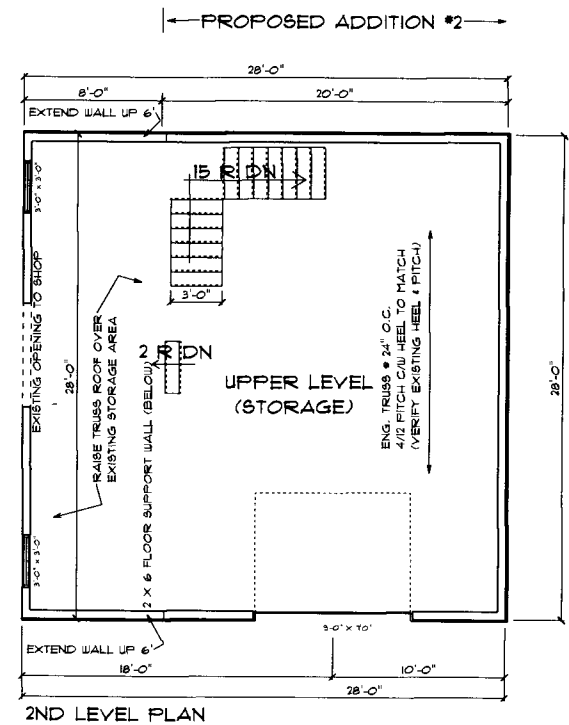 PROPOSED ADDITION #2
28'-0"
8'-0"
20'-0"
EXTEND WALL UP 6'
3'-0" x 3'-0"
15 R DN
EXISTING OPENING TO SHOP
3'-0"
28'-0"
RAISE TRUSS ROOF OVER
EXISTING STORAGE AREA
2 R DN
2 X 6 FLOOR SUPPORT WALL (BELOW)
UPPER LEVEL
(STORAGE)
ENG. TRUSS @ 24" O.C.
4/12 PITCH C/W HEEL TO MATCH
(VERIFY EXISTING HEEL & PITCH)
28'-0"
3'-0" x 3'-0"
EXTEND WALL UP 6'
18'-0"
10'-0"
28'-0"
2ND LEVEL PLAN